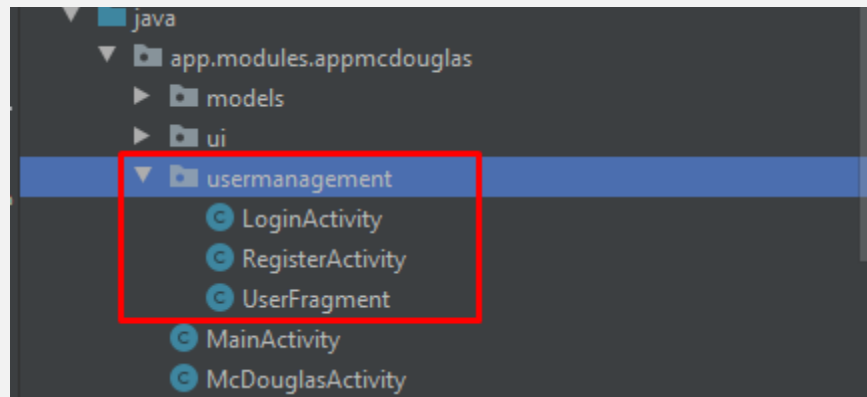 java
app.modules.appmcdouglas
models
ui
usermanagement
C LoginActivity
C RegisterActivity
C UserFragment
C MainActivity
C McDouglasActivity